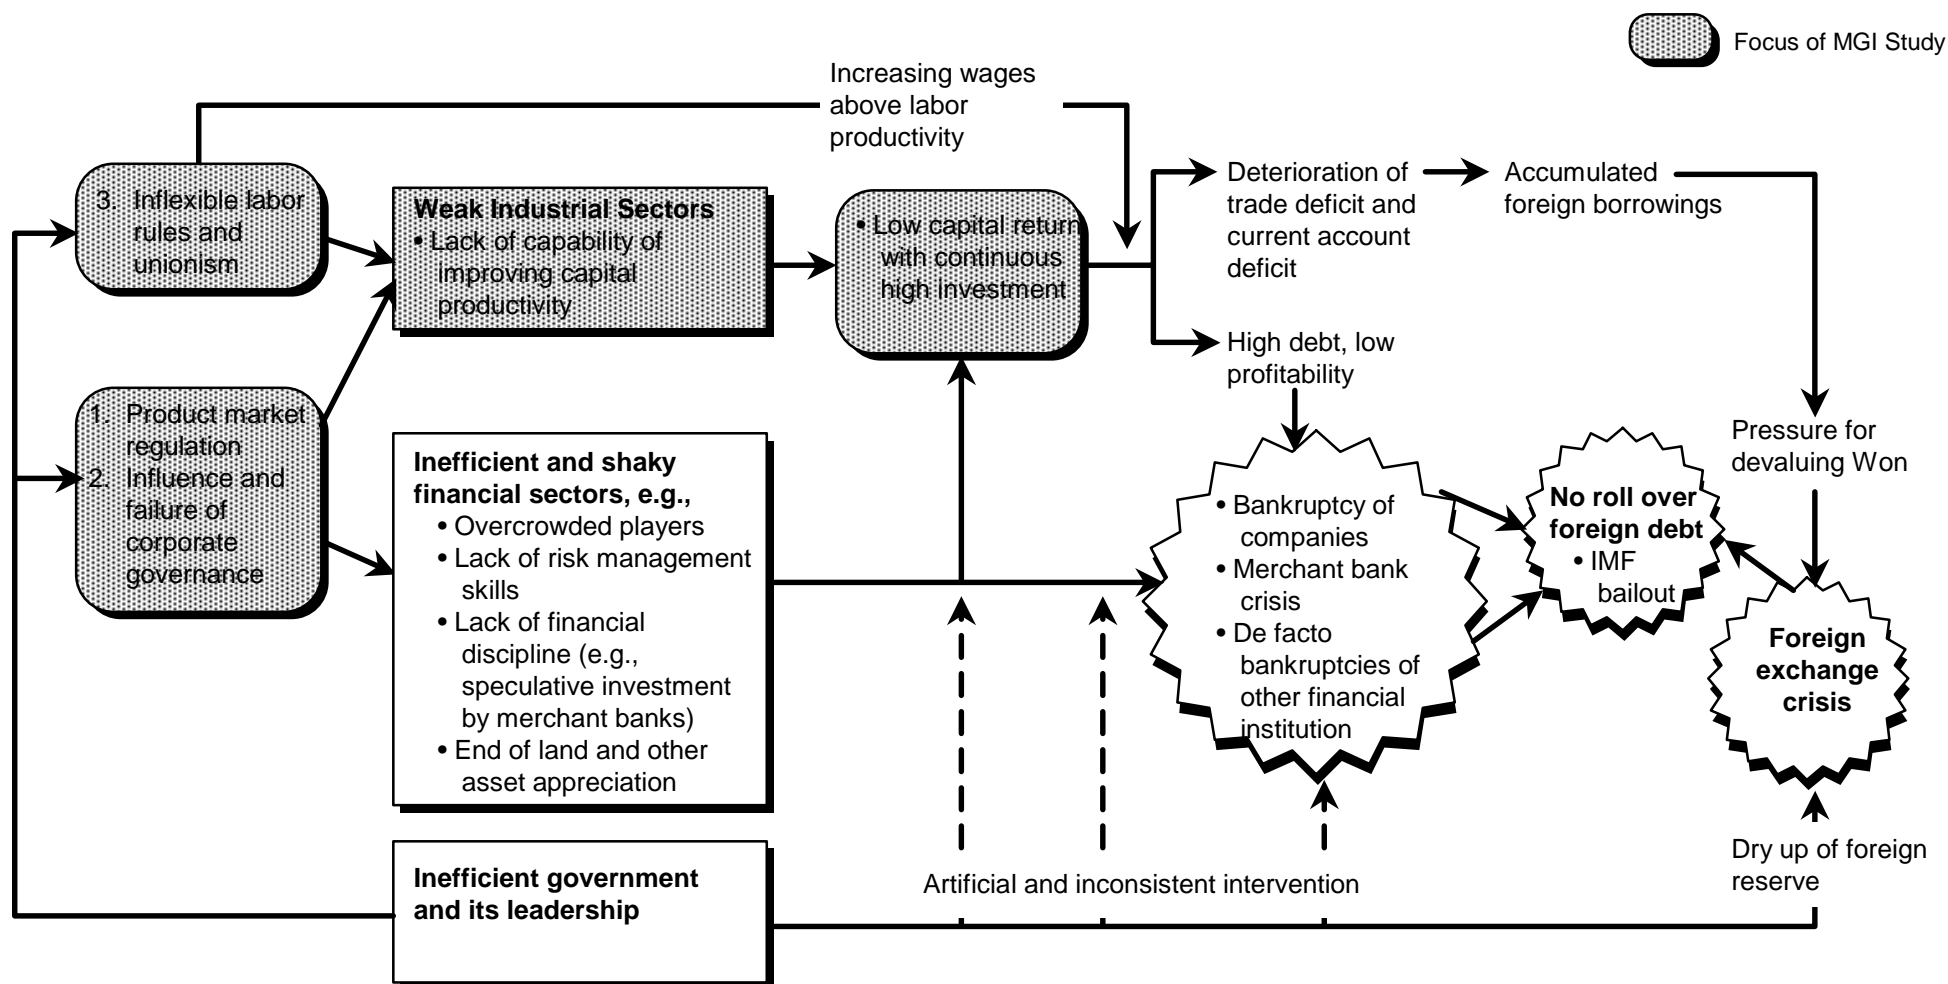 Focus of MGI Study
Increasing wages
above labor
productivity
3. Inflexible labor
rules and
unionism
Weak Industrial Sectors
• Lack of capability of
improving capital
productivity
• Low capital return
with continuous
high investment
Deterioration of
trade deficit and
current account
deficit
Accumulated
foreign borrowings
High debt, low
profitability
1. Product market
regulation
2. Influence and
failure of
corporate
governance
Inefficient and shaky
financial sectors, e.g.,
• Overcrowded players
• Lack of risk management
skills
• Lack of financial
discipline (e.g.,
speculative investment
by merchant banks)
• End of land and other
asset appreciation
• Bankruptcy of
companies
• Merchant bank
crisis
• De facto
bankruptcies of
other financial
institution
No roll over
foreign debt
• IMF
bailout
Pressure for
devaluing Won
Foreign
exchange
crisis
Inefficient government
and its leadership
Artificial and inconsistent intervention
Dry up of foreign
reserve